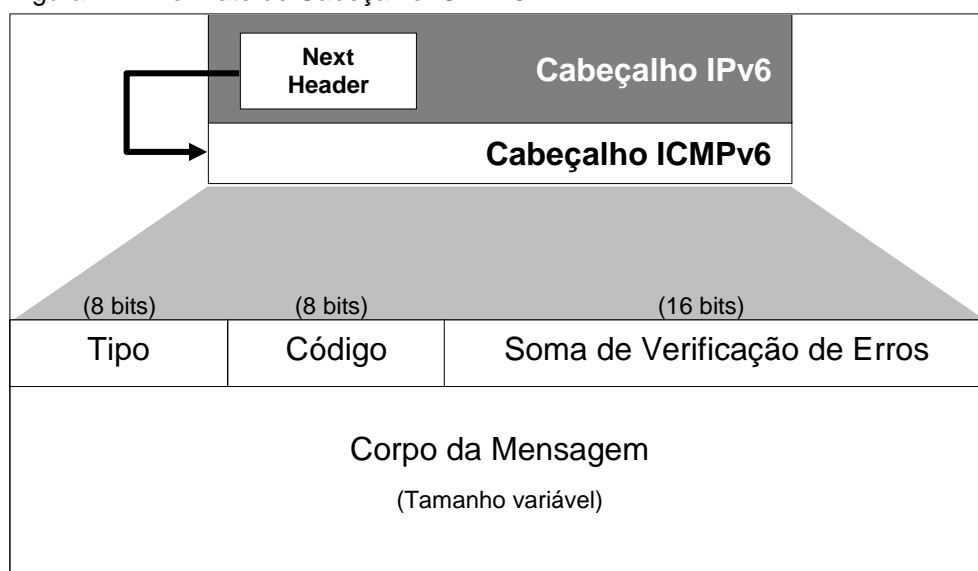 Next
Header
Cabeçalho IPv6
Cabeçalho ICMPv6
(8 bits) (8 bits) (16 bits)
Tipo Código Soma de Verificação de Erros
Corpo da Mensagem
(Tamanho variável)